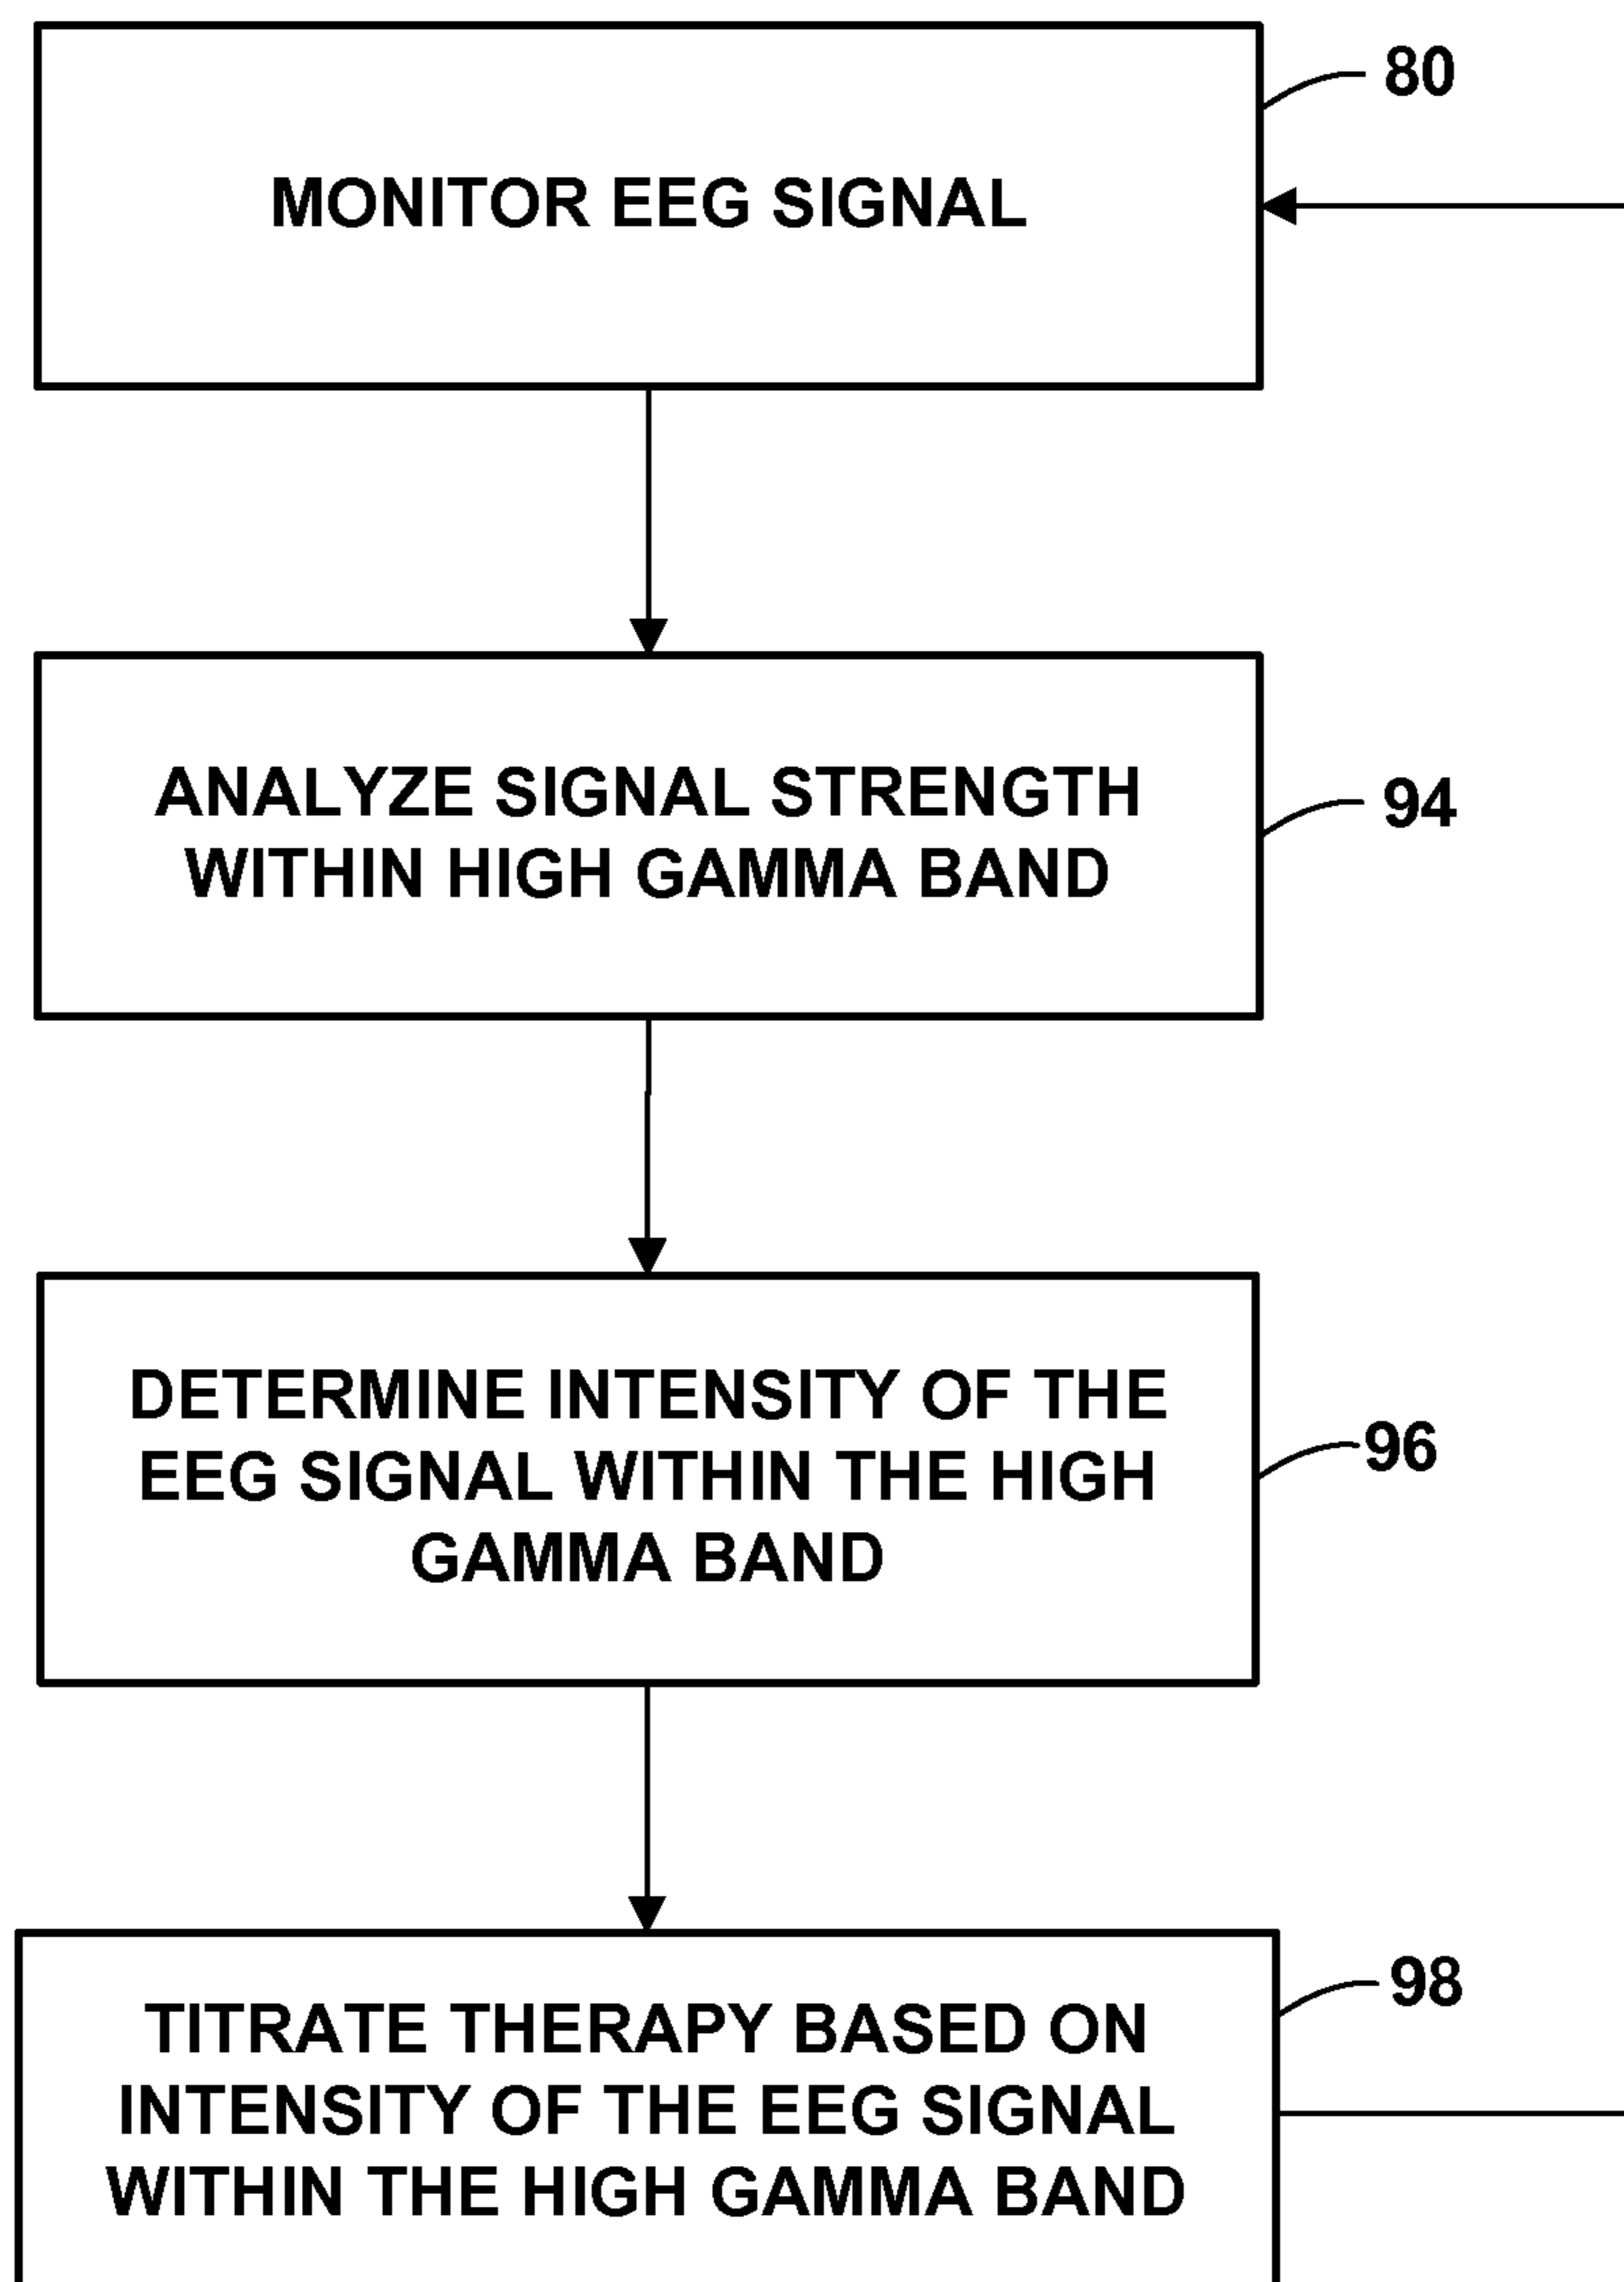 80
MONITOR EEG SIGNAL
ANALYZE SIGNAL STRENGTH
WITHIN HIGH GAMMA BAND
94
DETERMINE INTENSITY OF THE
EEG SIGNAL WITHIN THE HIGH
GAMMA BAND
96
98
TITRATE THERAPY BASED ON
INTENSITY OF THE EEG SIGNAL
WITHIN THE HIGH GAMMA BAND